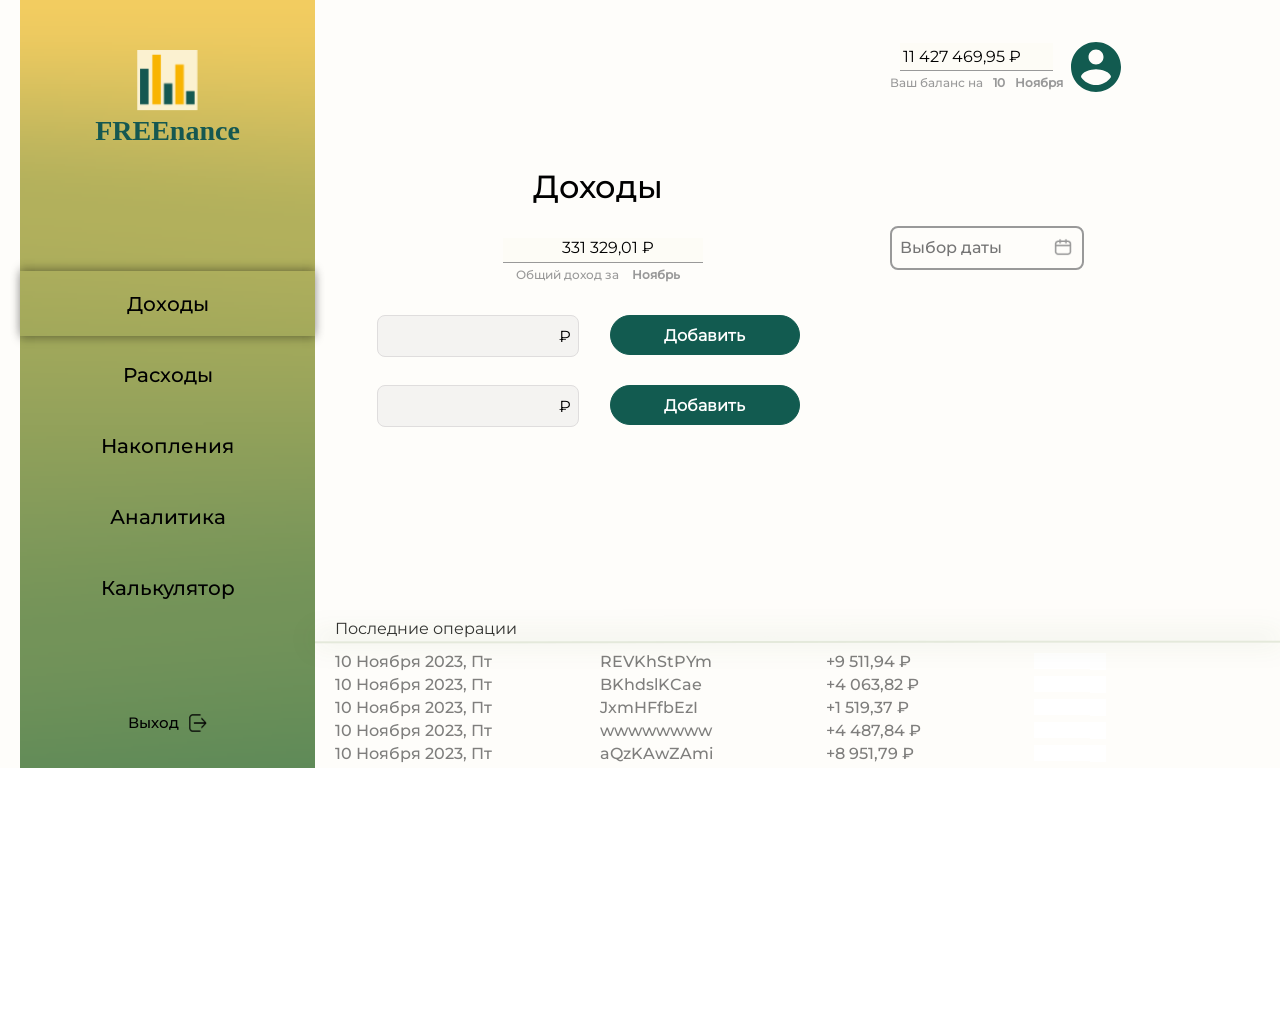 FREEnance
Доходы
Расходы
Накопления
Аналитика
Калькулятор
Выход
11 427 469,95 ₽
Ваш баланс на 10 Ноября
Доходы
331 329,01 ₽
Общий доход за Ноябрь
Выбор даты
₽ Добавить
₽ Добавить
Последние операции
10 Ноября 2023, Пт REVKhStPYm +9 511,94 ₽
10 Ноября 2023, Пт BKhdslKCae +4 063,82 ₽
10 Ноября 2023, Пт JxmHFfbEzI +1 519,37 ₽
10 Ноября 2023, Пт wwwwwwww +4 487,84 ₽
10 Ноября 2023, Пт aQzKAwZAmi +8 951,79 ₽